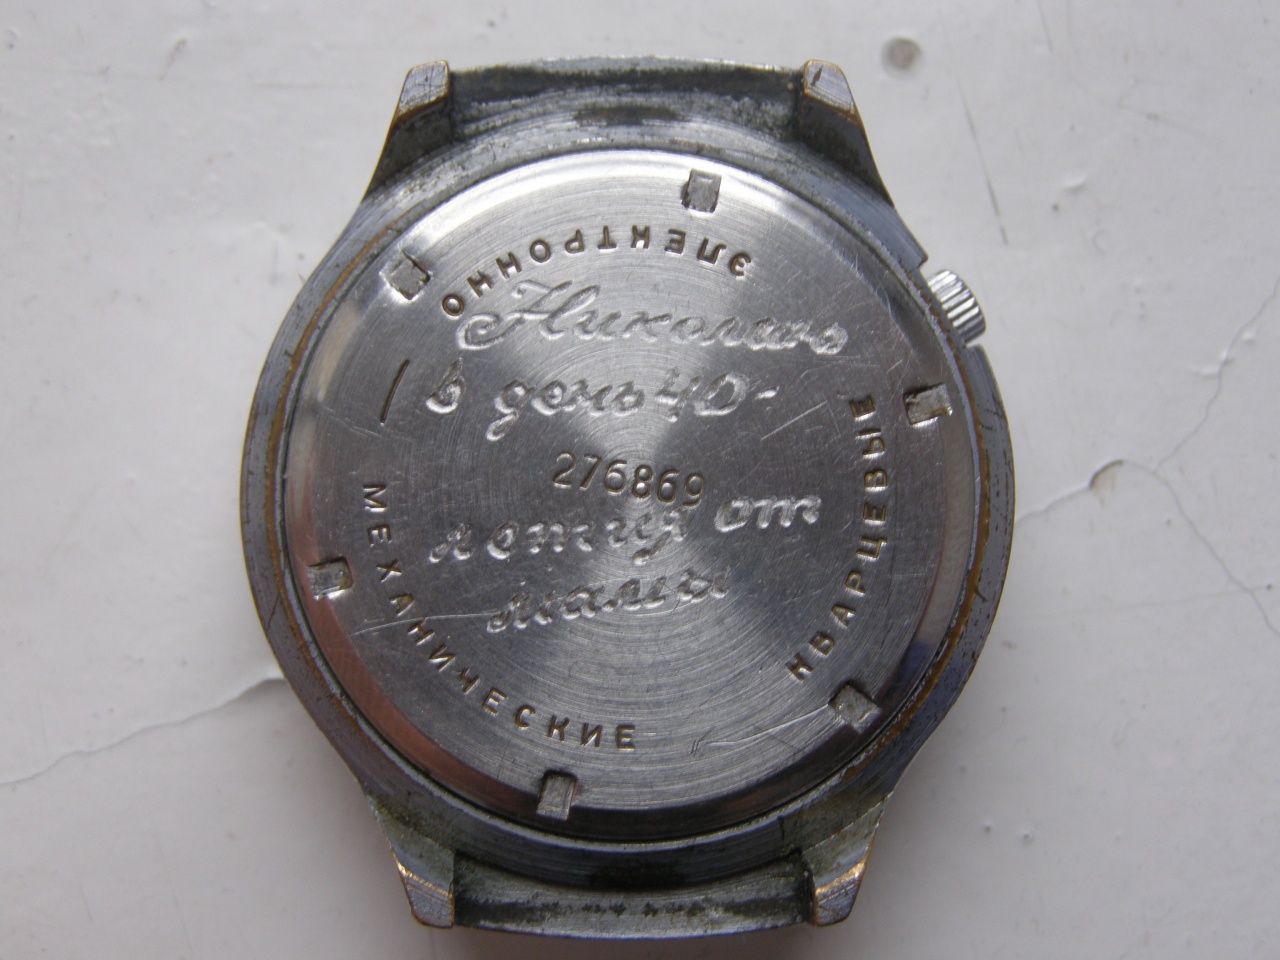 ЭЛЕКТРОННО
— МЕХАНИЧЕСКИЕ
КВАРЦЕВЫЕ
Николаю
в день 40-
276869
летия от
мамы